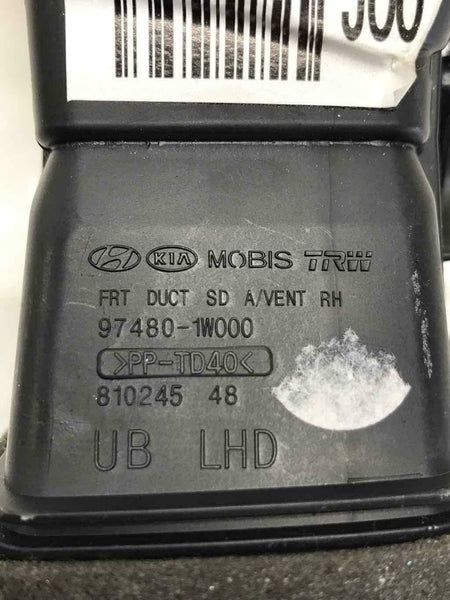 KIA MOBIS TRW
FRT DUCT SD A/VENT RH
97480-1W000
>PP-TD40<
810245 48
UB LHD